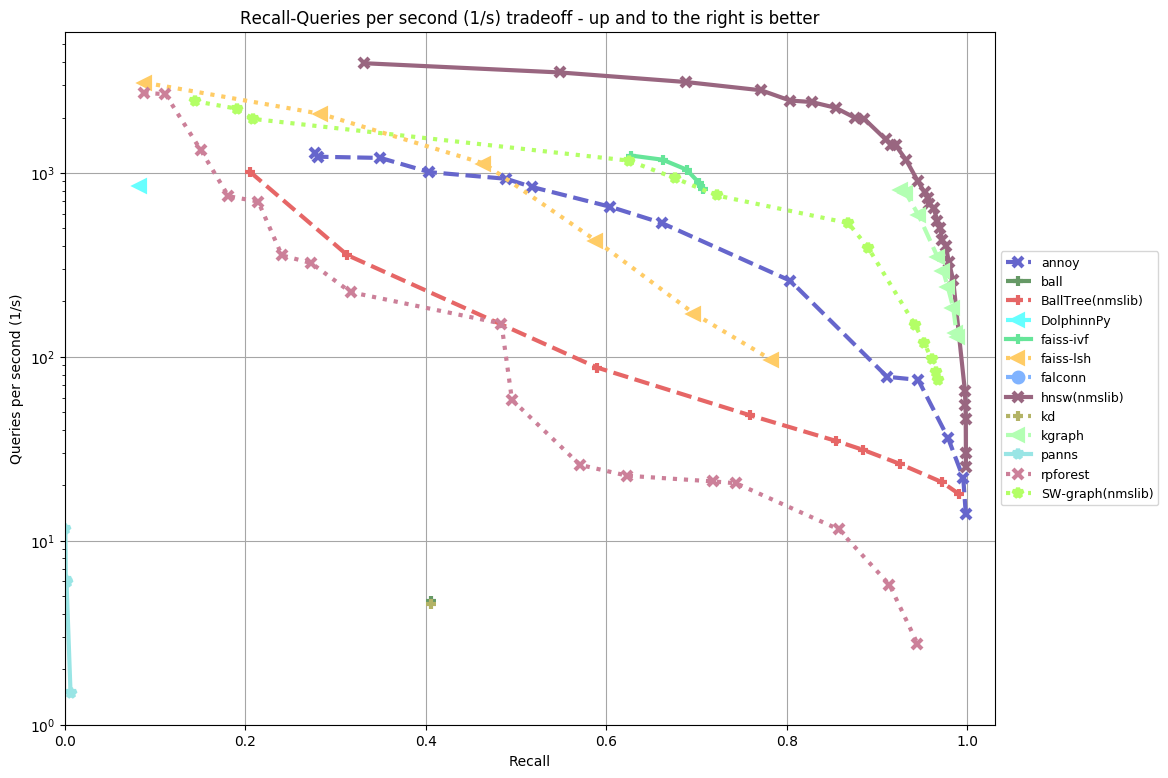 Recall-Queries per second (1/s) tradeoff - up and to the right is better
Queries per second (1/s)
10^3
10^2
10^1
10^0
0.0 0.2 0.4 0.6 0.8 1.0
Recall
annoy
ball
BallTree(nmslib)
DolphinnPy
faiss-ivf
faiss-lsh
falconn
hnsw(nmslib)
kd
kgraph
panns
rpforest
SW-graph(nmslib)